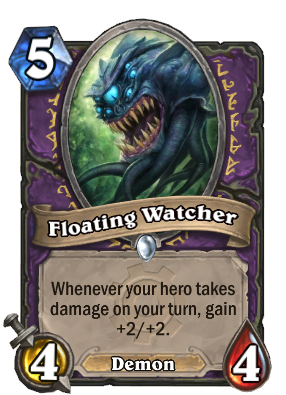 5
Floating Watcher
Whenever your hero takes
damage on your turn, gain
+2/+2.
4
Demon
4